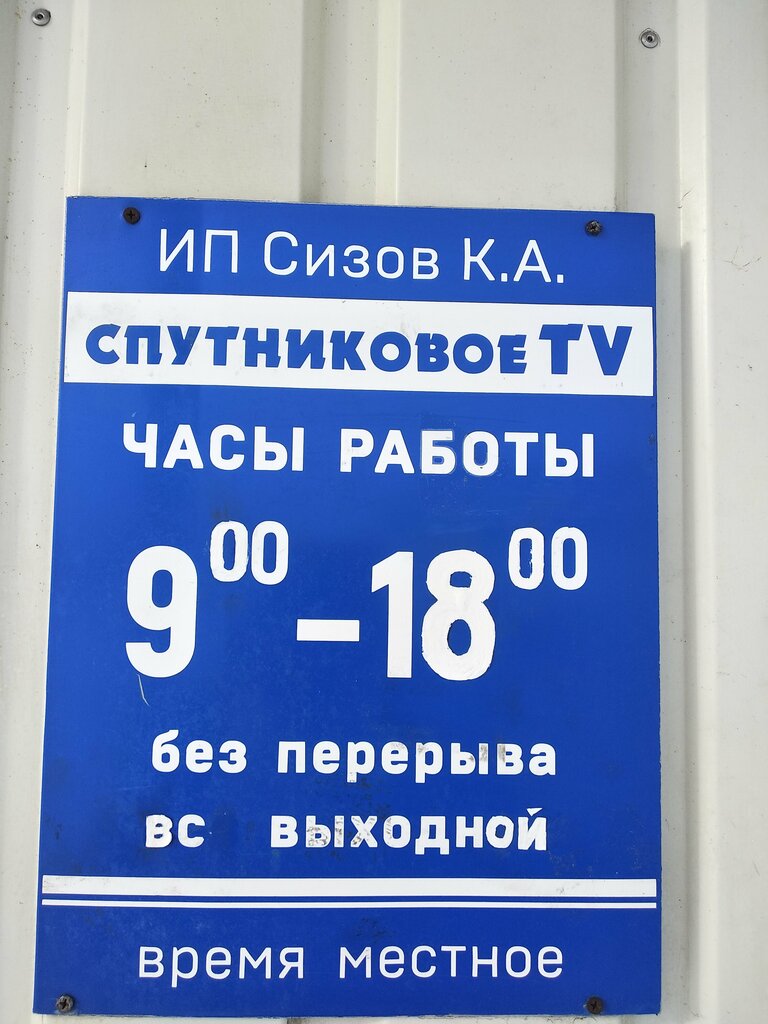 ИП Сизов К.А.
СПУТНИКОВОЕ TV
ЧАСЫ РАБОТЫ
9⁰⁰-18⁰⁰
без перерыва
вс выходной
время местное